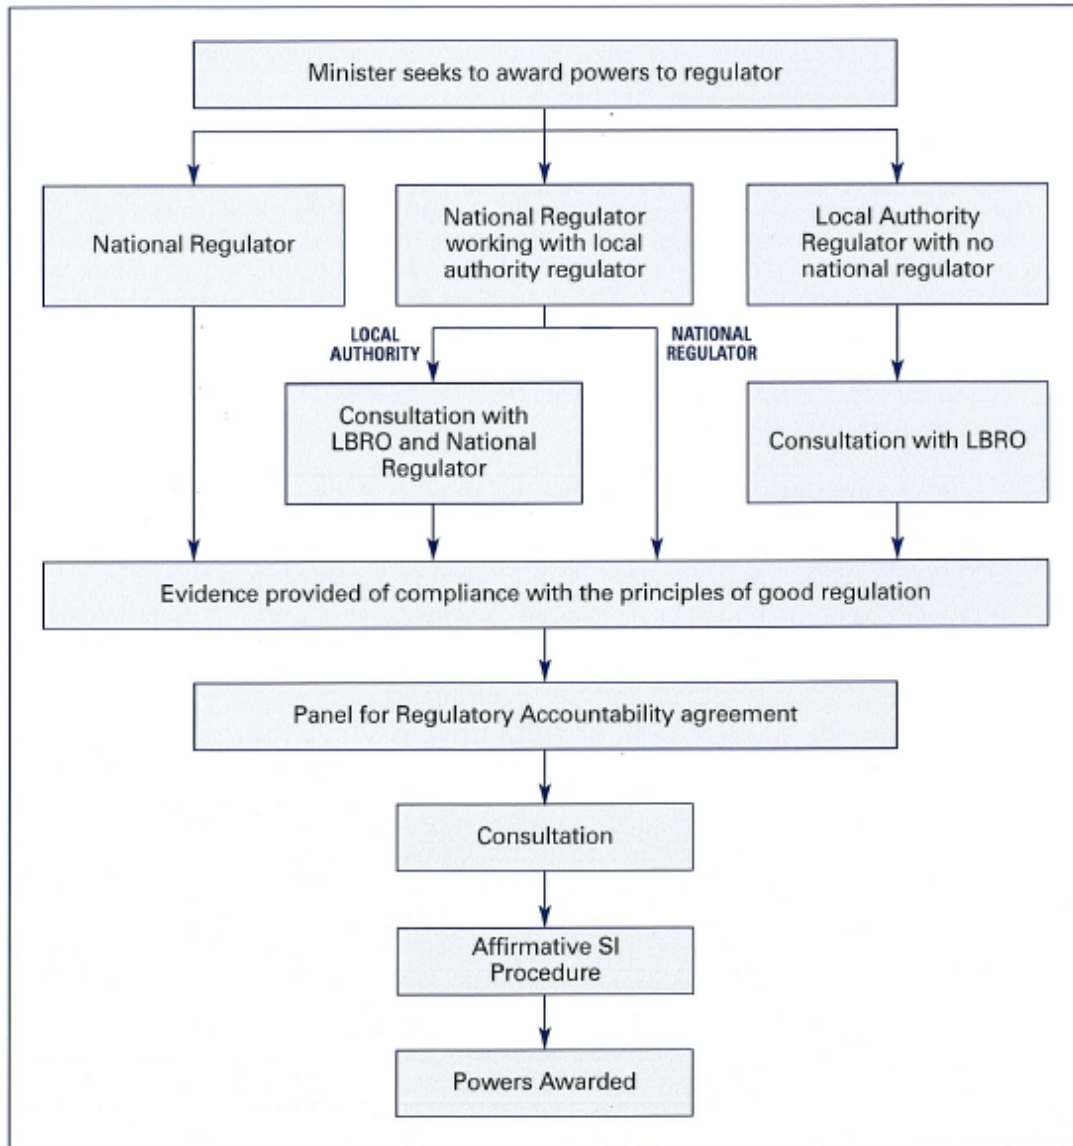 Minister seeks to award powers to regulator
National Regulator
National Regulator
working with local
authority regulator
Local Authority
Regulator with no
national regulator
LOCAL
AUTHORITY
NATIONAL
REGULATOR
Consultation with
LBRO and National
Regulator
Consultation with LBRO
Evidence provided of compliance with the principles of good regulation
Panel for Regulatory Accountability agreement
Consultation
Affirmative SI
Procedure
Powers Awarded